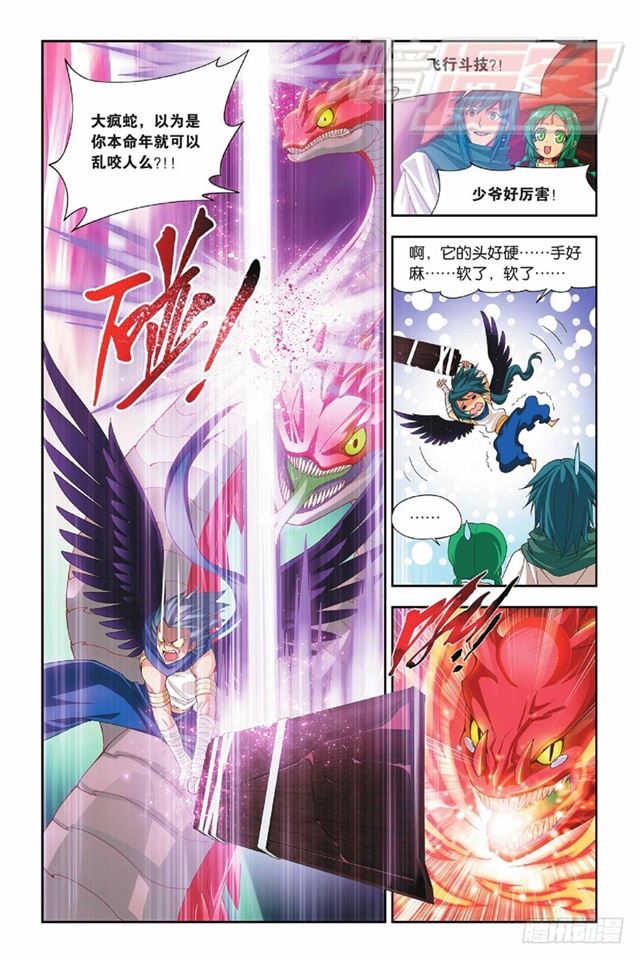 大疯蛇，以为是
你本命年就可以
乱咬人么？!!
碰！
飞行斗技？!
少爷好厉害！
啊，它的头好硬……手好
麻……软了，软了……
……
腾讯动漫